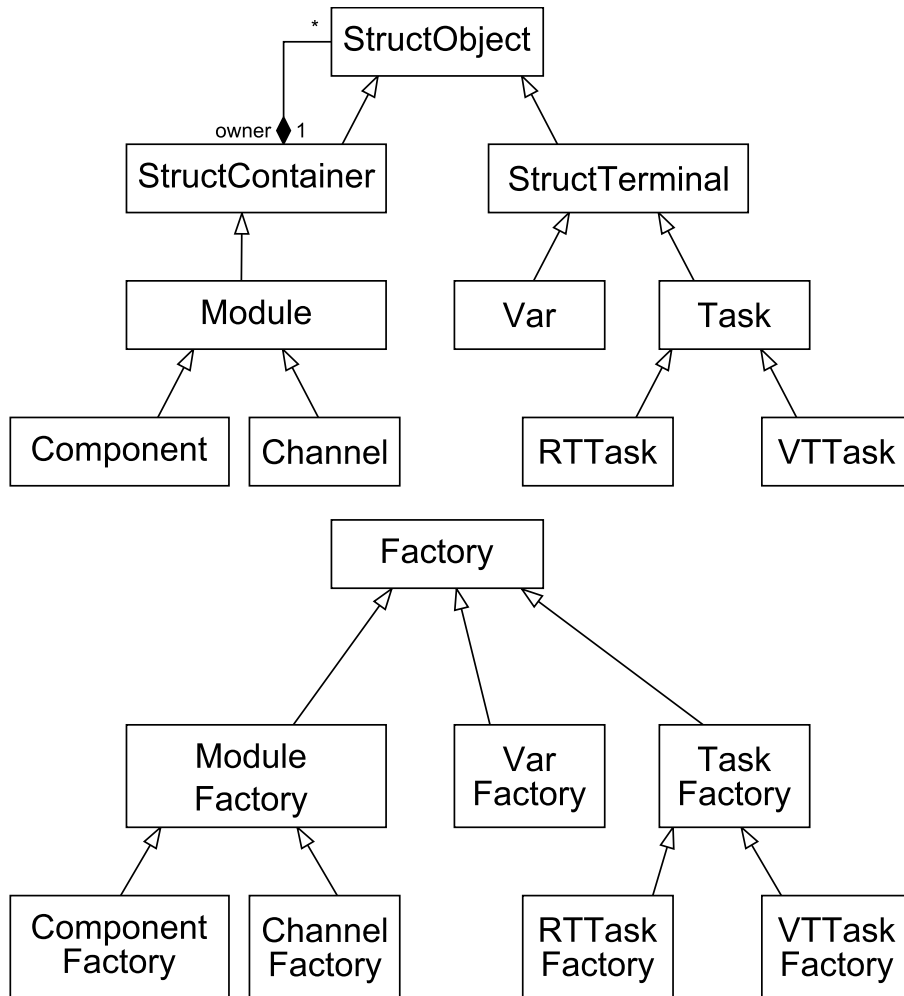 *
StructObject
owner 1
StructContainer
StructTerminal
Module
Var
Task
Component
Channel
RTTask
VTTask
Factory
Module
Factory
Var
Factory
Task
Factory
Component
Factory
Channel
Factory
RTTask
Factory
VTTask
Factory